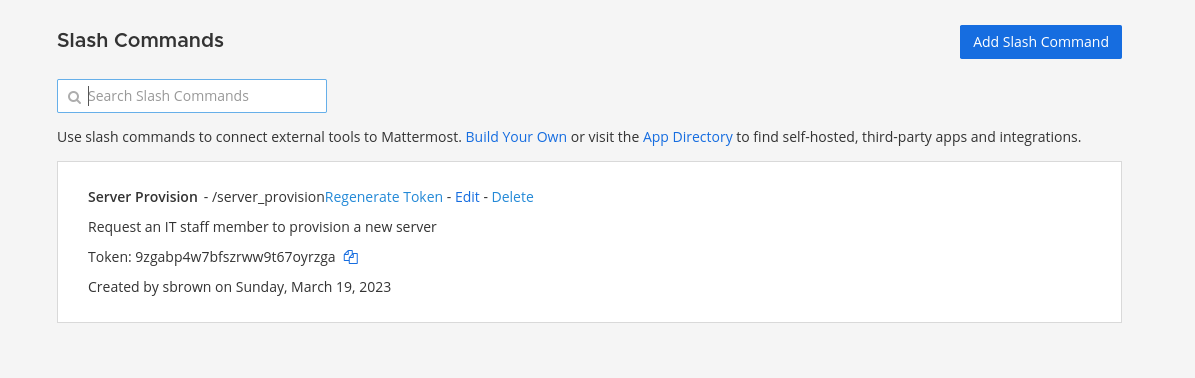 Slash Commands
Add Slash Command
Search Slash Commands
Use slash commands to connect external tools to Mattermost. Build Your Own or visit the App Directory to find self-hosted, third-party apps and integrations.
Server Provision - /server_provisionRegenerate Token - Edit - Delete
Request an IT staff member to provision a new server
Token: 9zgabp4w7bfszrww9t67oyrzga
Created by sbrown on Sunday, March 19, 2023